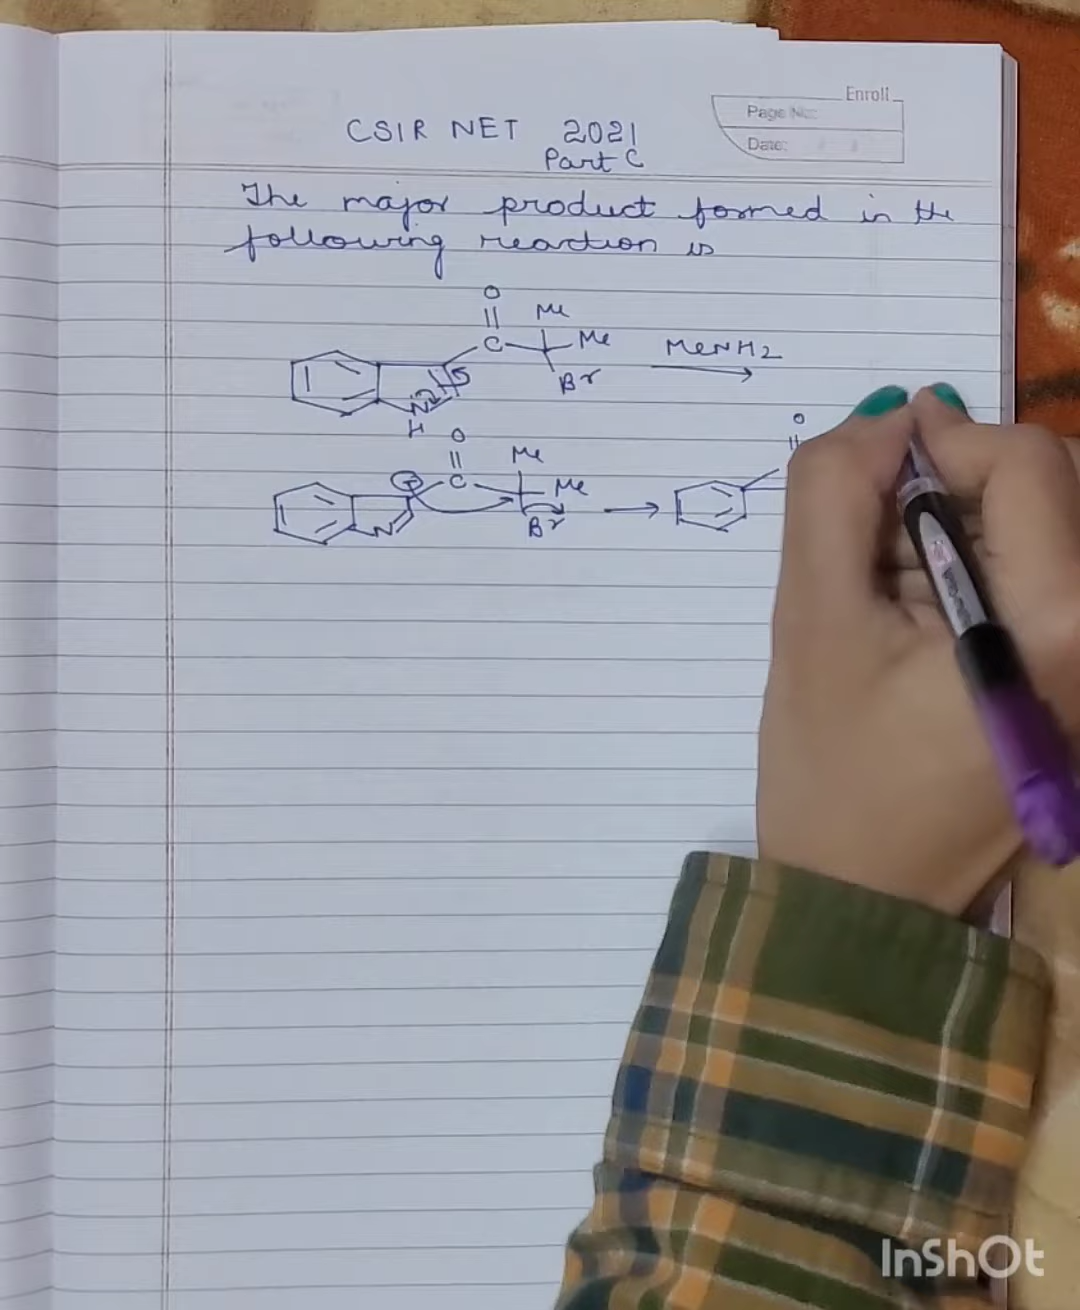 Enroll
Page No.:
Date:
CSIR NET 2021
Part C
The major product formed in the
following reaction is
O
Me
C
Me
MeNH2
Br
N
H
O
O
Me
C
Me
N
Br
InShOt